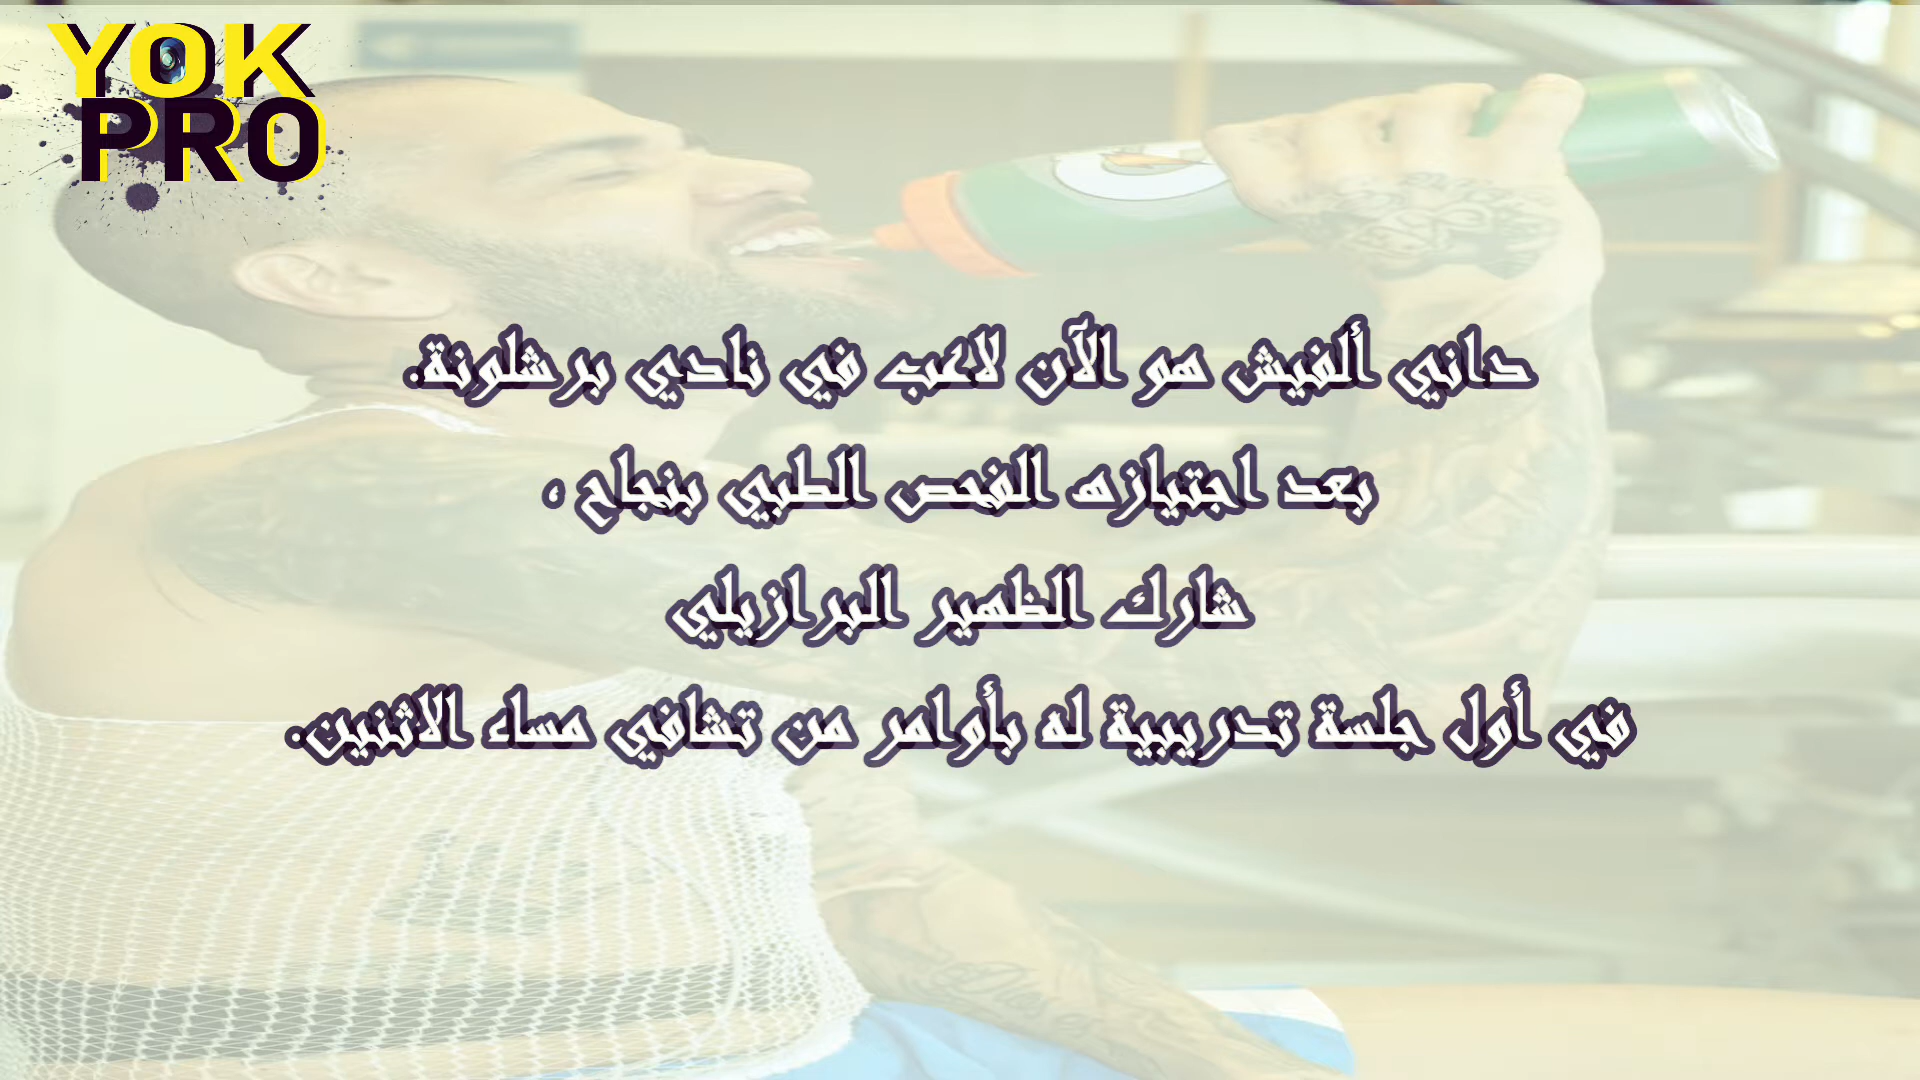 YOK
PRO
داني ألفيش هو الآن لاعب في نادي برشلونة.
بعد اجتيازه الفحص الطبي بنجاح ،
شارك الظهير البرازيلي
في أول جلسة تدريبية له بأوامر من تشافي مساء الاثنين.